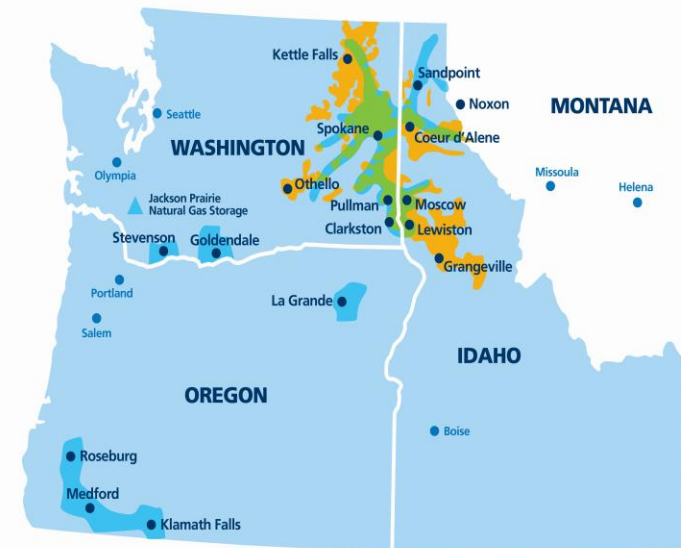 Kettle Falls
Sandpoint
Noxon
MONTANA
Seattle
Spokane
Coeur d'Alene
WASHINGTON
Olympia
Othello
Missoula
Helena
Jackson Prairie
Natural Gas Storage
Pullman
Moscow
Clarkston
Lewiston
Stevenson
Goldendale
Grangeville
Portland
La Grande
Salem
IDAHO
OREGON
Boise
Roseburg
Medford
Klamath Falls